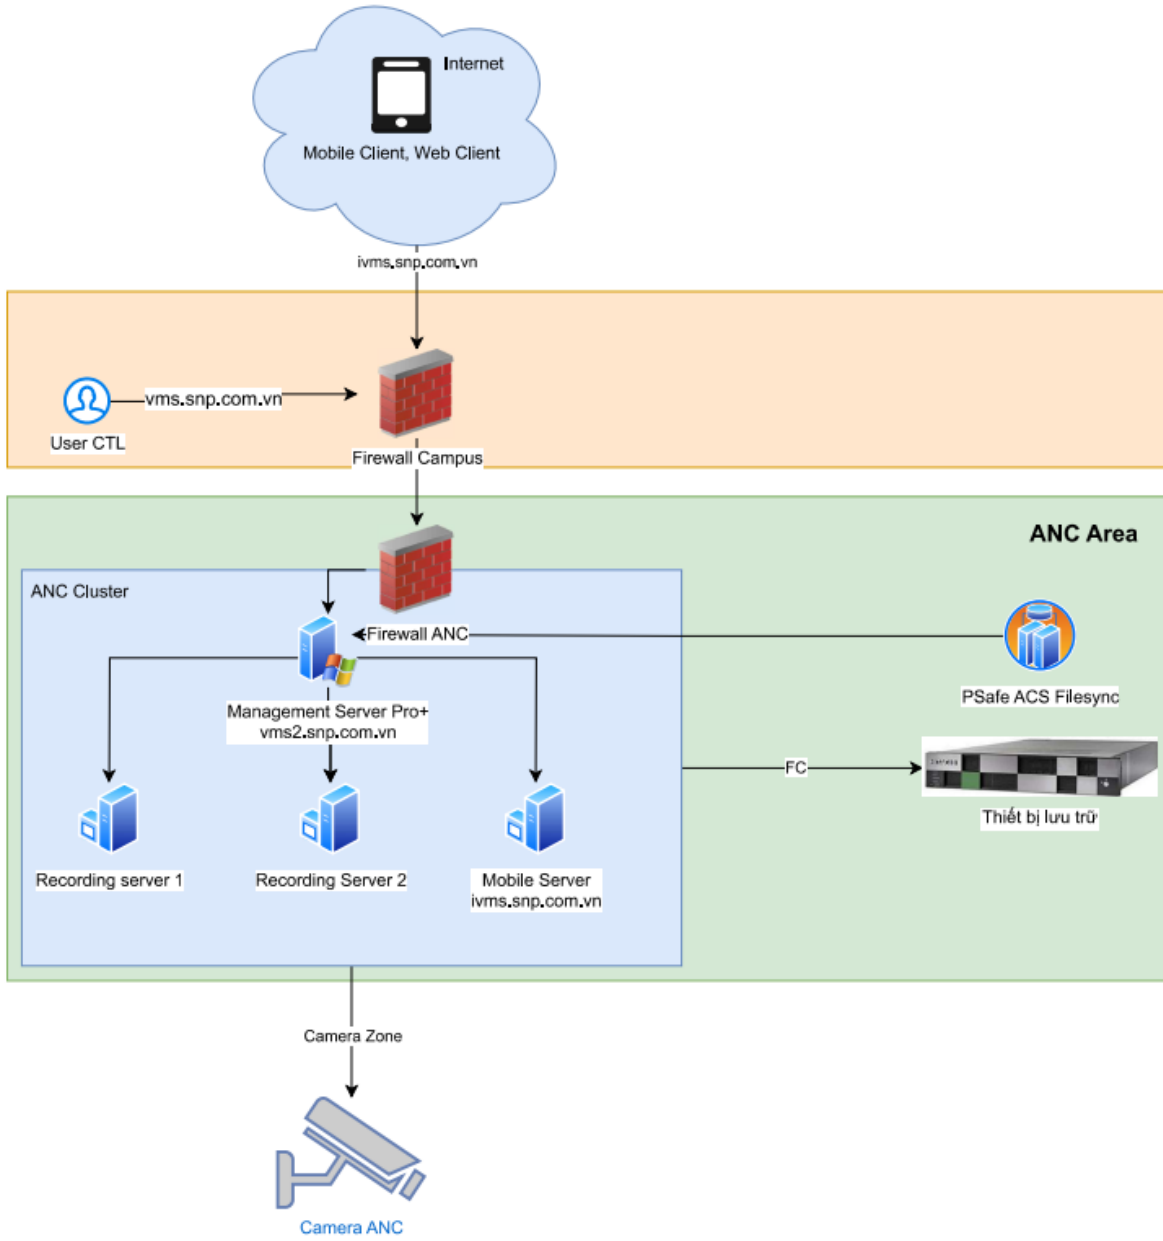 Internet
Mobile Client, Web Client
ivms.snp.com.vn
vms.snp.com.vn
User CTL
Firewall Campus
ANC Area
ANC Cluster
Firewall ANC
PSafe ACS Filesync
Management Server Pro+
vms2.snp.com.vn
FC
Thiết bị lưu trữ
Recording server 1
Recording Server 2
Mobile Server
ivms.snp.com.vn
Camera Zone
Camera ANC